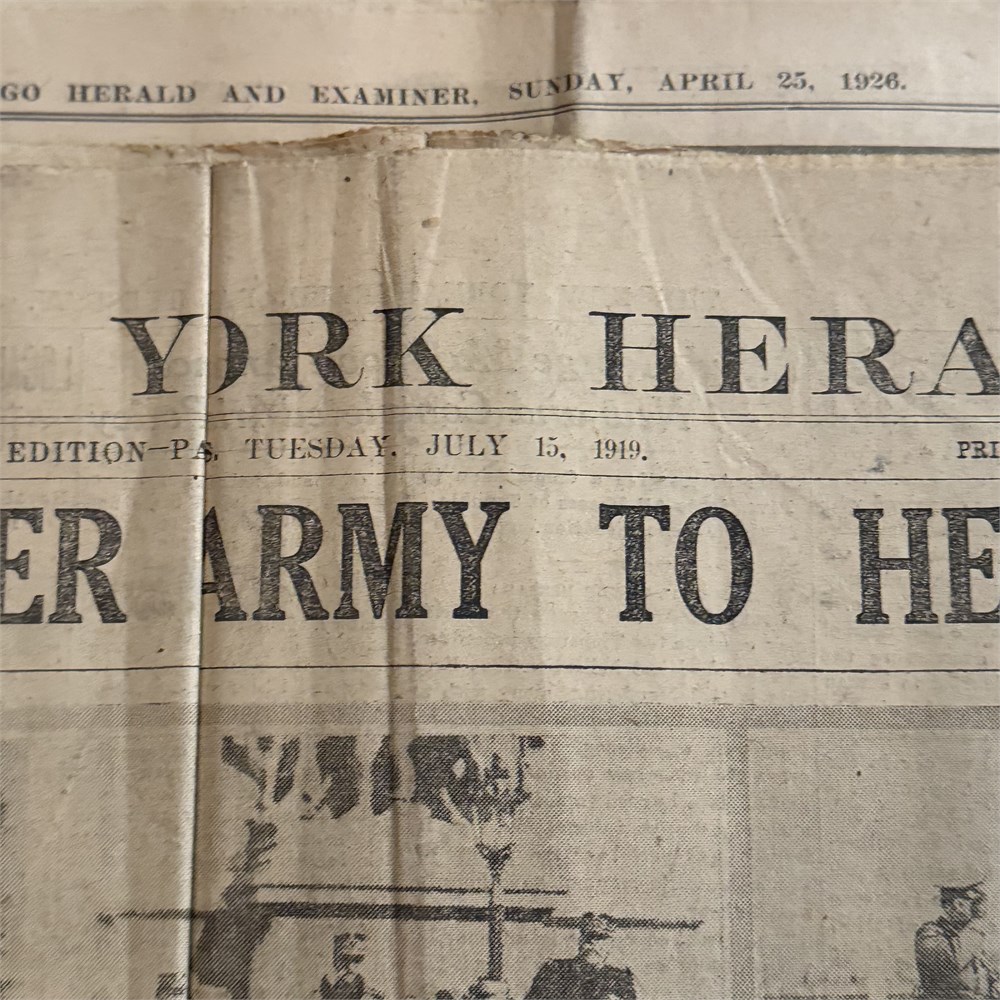 GO HERALD AND EXAMINER, SUNDAY, APRIL 25, 1926.
YORK HERA
EDITION—PA, TUESDAY, JULY 15, 1919. PRI
ER ARMY TO HE